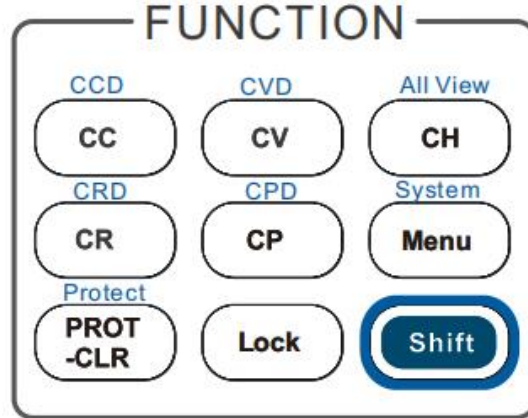 FUNCTION
CCD CVD All View
CC CV CH
CRD CPD System
CR CP Menu
Protect
PROT
-CLR Lock Shift